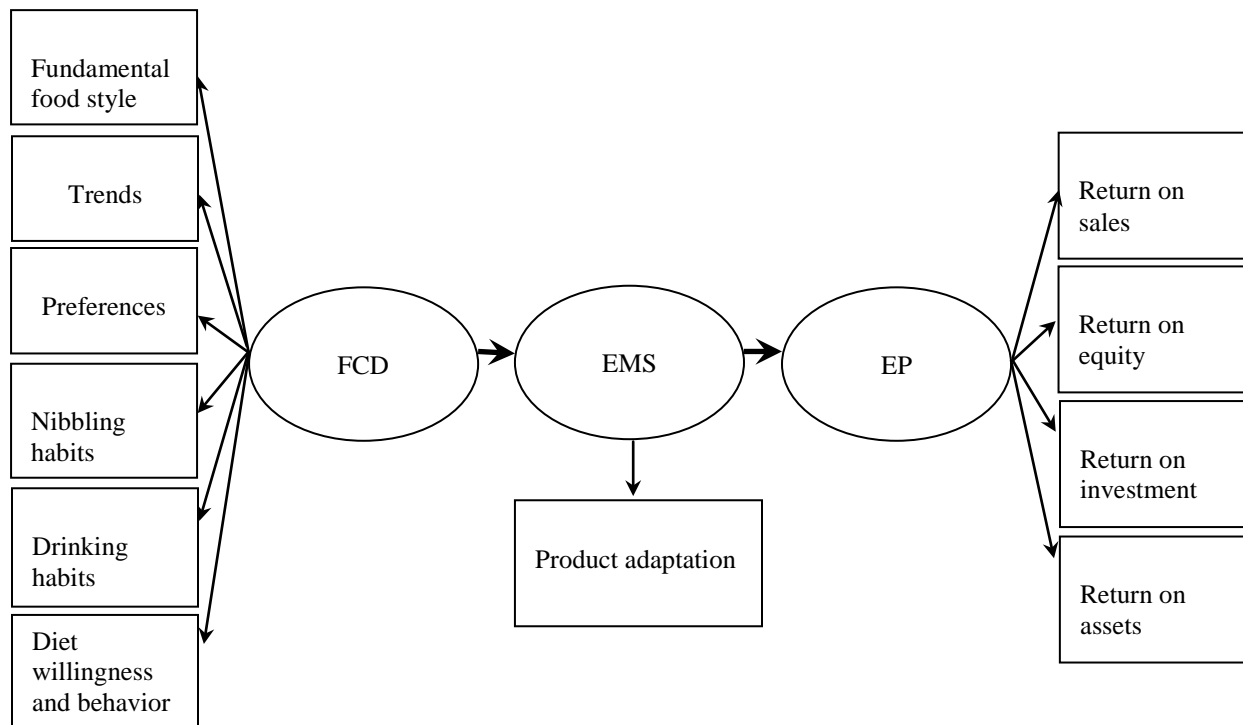 Fundamental
food style
Trends
Preferences
Nibbling
habits
Drinking
habits
Diet
willingness
and behavior
FCD
EMS
EP
Product adaptation
Return on
sales
Return on
equity
Return on
investment
Return on
assets